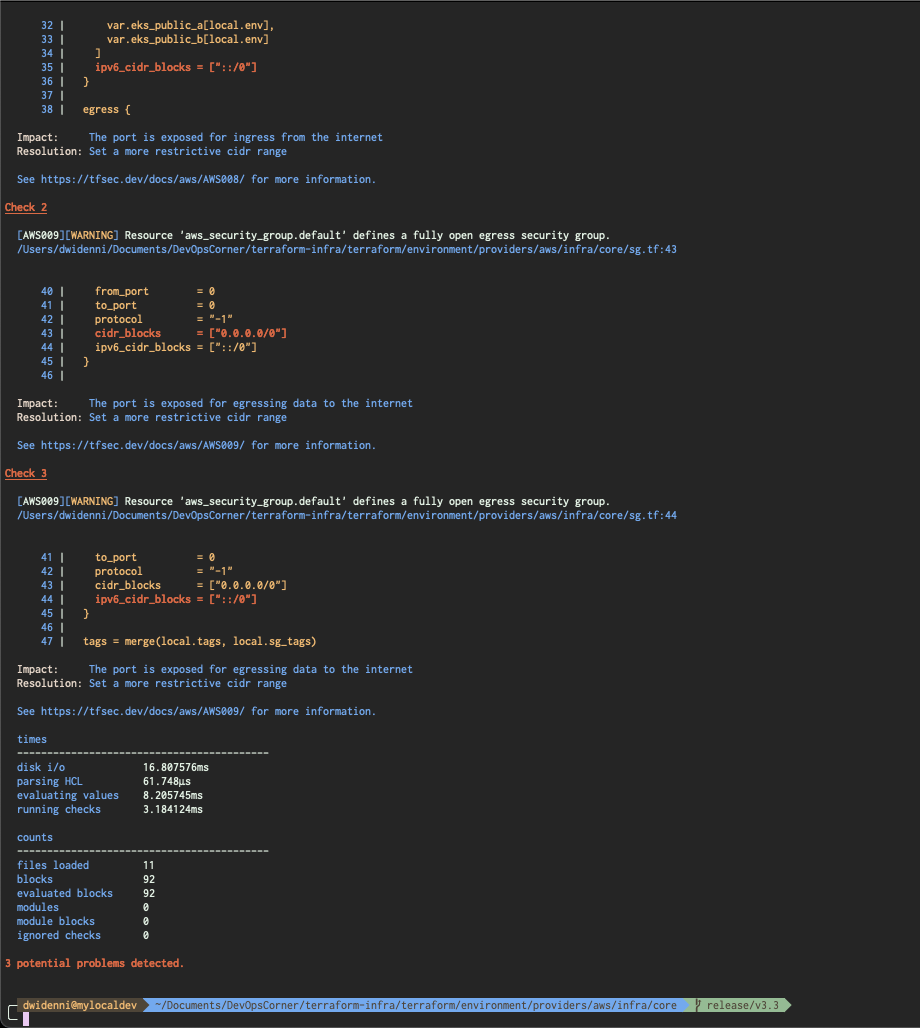 32 |       var.eks_public_a[local.env],
33 |       var.eks_public_b[local.env]
34 |     ]
35 |     ipv6_cidr_blocks = ["::/0"]
36 |   }
37 |
38 |   egress {
Impact:     The port is exposed for ingress from the internet
Resolution: Set a more restrictive cidr range
See https://tfsec.dev/docs/aws/AWS008/ for more information.
Check 2
[AWS009][WARNING] Resource 'aws_security_group.default' defines a fully open egress security group.
/Users/dwidenni/Documents/DevOpsCorner/terraform-infra/terraform/environment/providers/aws/infra/core/sg.tf:43
40 |     from_port        = 0
41 |     to_port          = 0
42 |     protocol         = "-1"
43 |     cidr_blocks      = ["0.0.0.0/0"]
44 |     ipv6_cidr_blocks = ["::/0"]
45 |   }
46 |
Impact:     The port is exposed for egressing data to the internet
Resolution: Set a more restrictive cidr range
See https://tfsec.dev/docs/aws/AWS009/ for more information.
Check 3
[AWS009][WARNING] Resource 'aws_security_group.default' defines a fully open egress security group.
/Users/dwidenni/Documents/DevOpsCorner/terraform-infra/terraform/environment/providers/aws/infra/core/sg.tf:44
41 |     to_port          = 0
42 |     protocol         = "-1"
43 |     cidr_blocks      = ["0.0.0.0/0"]
44 |     ipv6_cidr_blocks = ["::/0"]
45 |   }
46 |
47 |   tags = merge(local.tags, local.sg_tags)
Impact:     The port is exposed for egressing data to the internet
Resolution: Set a more restrictive cidr range
See https://tfsec.dev/docs/aws/AWS009/ for more information.
times
------------------------------------------
disk i/o             16.807576ms
parsing HCL          61.748µs
evaluating values    8.205745ms
running checks       3.184124ms
counts
------------------------------------------
files loaded         11
blocks               92
evaluated blocks     92
modules              0
module blocks        0
ignored checks       0
3 potential problems detected.
dwidenni@mylocaldev ~/Documents/DevOpsCorner/terraform-infra/terraform/environment/providers/aws/infra/core release/v3.3